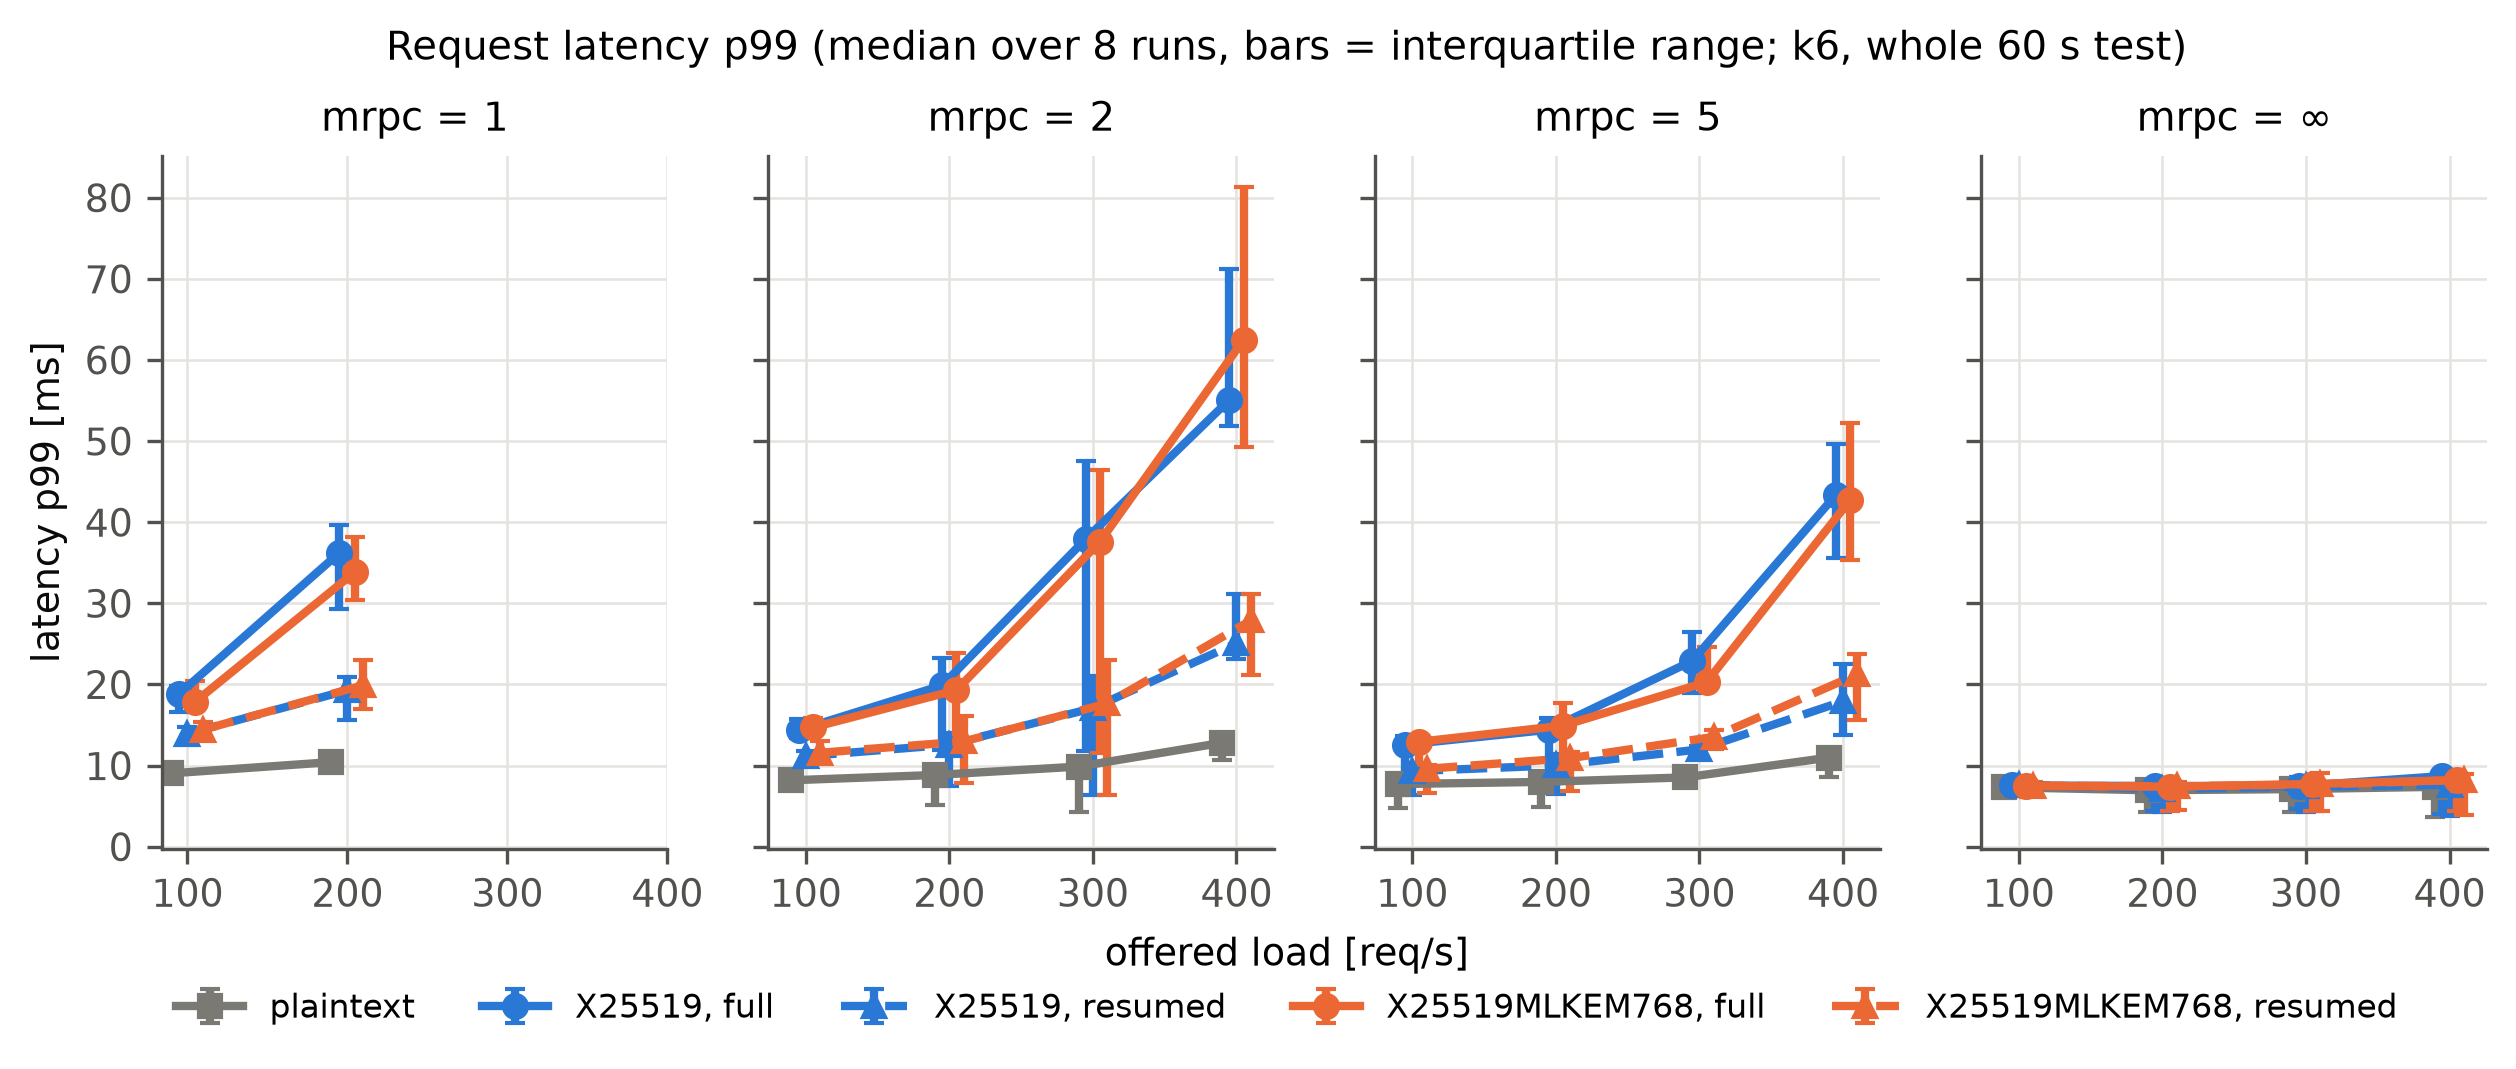 Request latency p99 (median over 8 runs, bars = interquartile range; k6, whole 60 s test)
mrpc = 1
mrpc = 2
mrpc = 5
mrpc = ∞
latency p99 [ms]
80
70
60
50
40
30
20
10
0
100 200 300 400
100 200 300 400
100 200 300 400
100 200 300 400
offered load [req/s]
plaintext
X25519, full
X25519, resumed
X25519MLKEM768, full
X25519MLKEM768, resumed